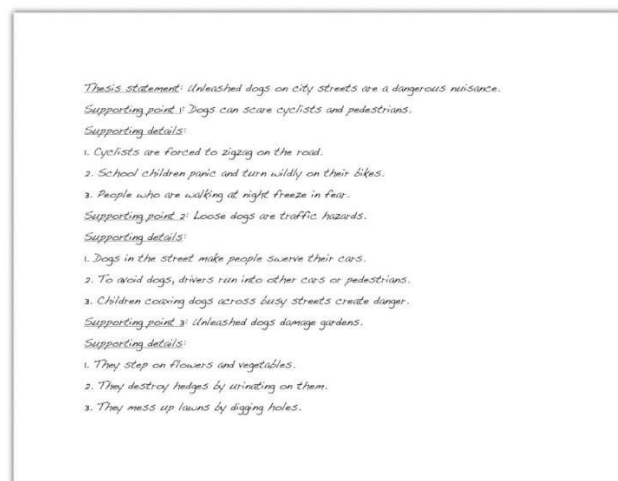 Thesis statement: Unleashed dogs on city streets are a dangerous nuisance.
Supporting point 1: Dogs can scare cyclists and pedestrians.
Supporting details:
1. Cyclists are forced to zigzag on the road.
2. School children panic and turn wildly on their bikes.
3. People who are walking at night freeze in fear.
Supporting point 2: Loose dogs are traffic hazards.
Supporting details:
1. Dogs in the street make people swerve their cars.
2. To avoid dogs, drivers run into other cars or pedestrians.
3. Children coaxing dogs across busy streets create danger.
Supporting point 3: Unleashed dogs damage gardens.
Supporting details:
1. They step on flowers and vegetables.
2. They destroy hedges by urinating on them.
3. They mess up lawns by digging holes.